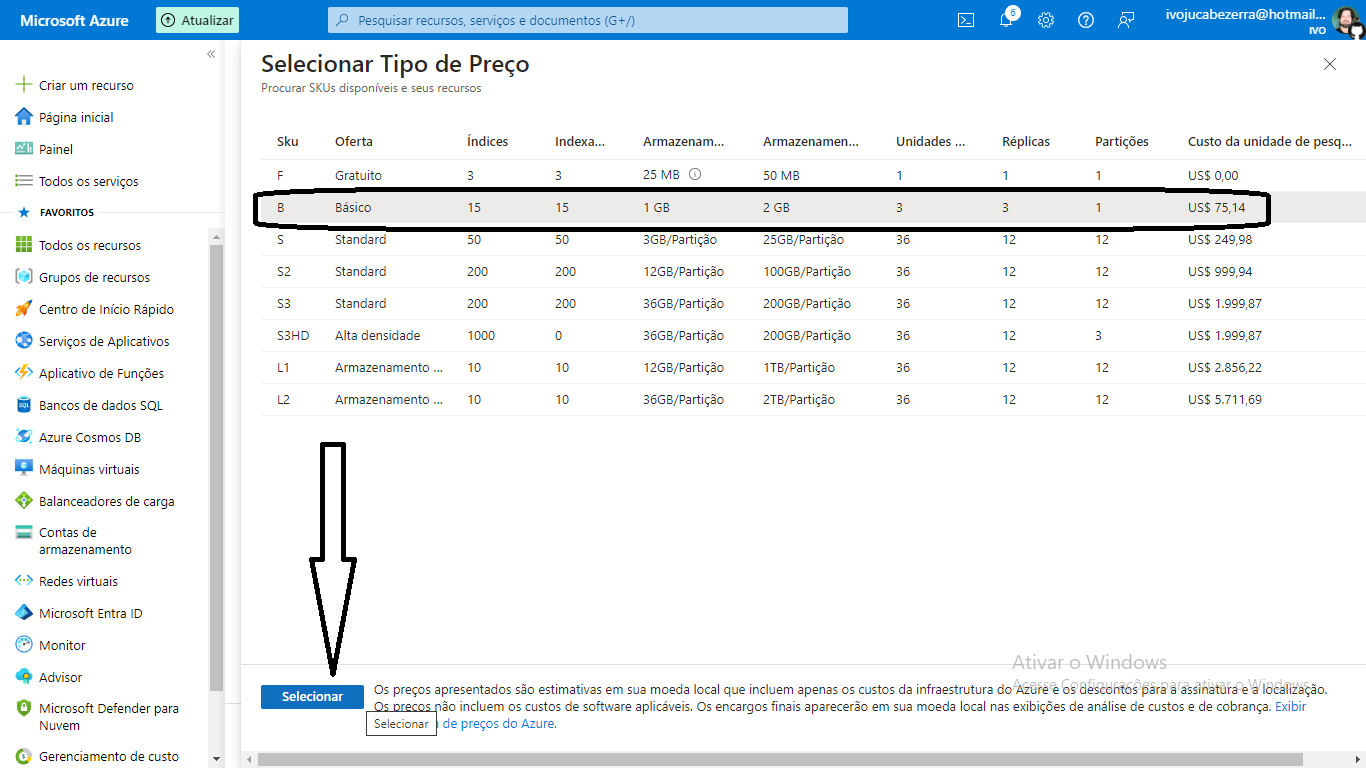 Microsoft Azure
Atualizar
Pesquisar recursos, serviços e documentos (G+/)
6
ivojucabezerra@hotmail...
IVO
«
Criar um recurso
Página inicial
Painel
Todos os serviços
FAVORITOS
Todos os recursos
Grupos de recursos
Centro de Início Rápido
Serviços de Aplicativos
Aplicativo de Funções
Bancos de dados SQL
Azure Cosmos DB
Máquinas virtuais
Balanceadores de carga
Contas de
armazenamento
Redes virtuais
Microsoft Entra ID
Monitor
Advisor
Microsoft Defender para
Nuvem
Gerenciamento de custo
Selecionar Tipo de Preço
Procurar SKUs disponíveis e seus recursos
Sku Oferta Índices Indexa... Armazenam... Armazenamen... Unidades ... Réplicas Partições Custo da unidade de pesq...
F Gratuito 3 3 25 MB 50 MB 1 1 1 US$ 0,00
B Básico 15 15 1 GB 2 GB 3 3 1 US$ 75,14
S Standard 50 50 3GB/Partição 25GB/Partição 36 12 12 US$ 249,98
S2 Standard 200 200 12GB/Partição 100GB/Partição 36 12 12 US$ 999,94
S3 Standard 200 200 36GB/Partição 200GB/Partição 36 12 12 US$ 1.999,87
S3HD Alta densidade 1000 0 36GB/Partição 200GB/Partição 36 12 3 US$ 1.999,87
L1 Armazenamento ... 10 10 12GB/Partição 1TB/Partição 36 12 12 US$ 2.856,22
L2 Armazenamento ... 10 10 36GB/Partição 2TB/Partição 36 12 12 US$ 5.711,69
Ativar o Windows
Acesse Configurações para ativar o Windows.
Selecionar
Os preços apresentados são estimativas em sua moeda local que incluem apenas os custos da infraestrutura do Azure e os descontos para a assinatura e a localização.
Os preços não incluem os custos de software aplicáveis. Os encargos finais aparecerão em sua moeda local nas exibições de análise de custos e de cobrança. Exibir
de preços do Azure.
Selecionar